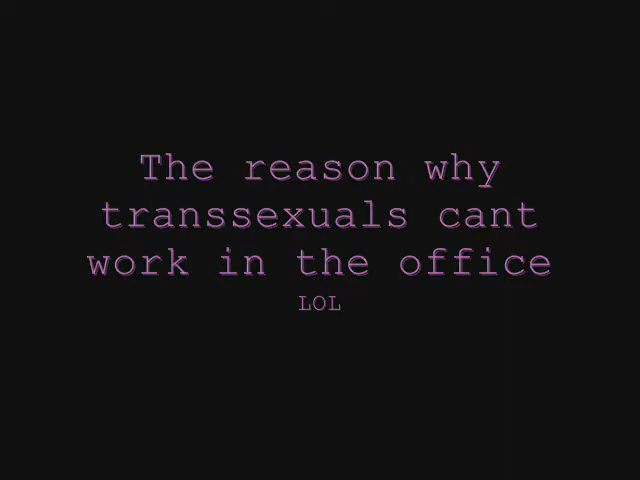 The reason why
transsexuals cant
work in the office
LOL